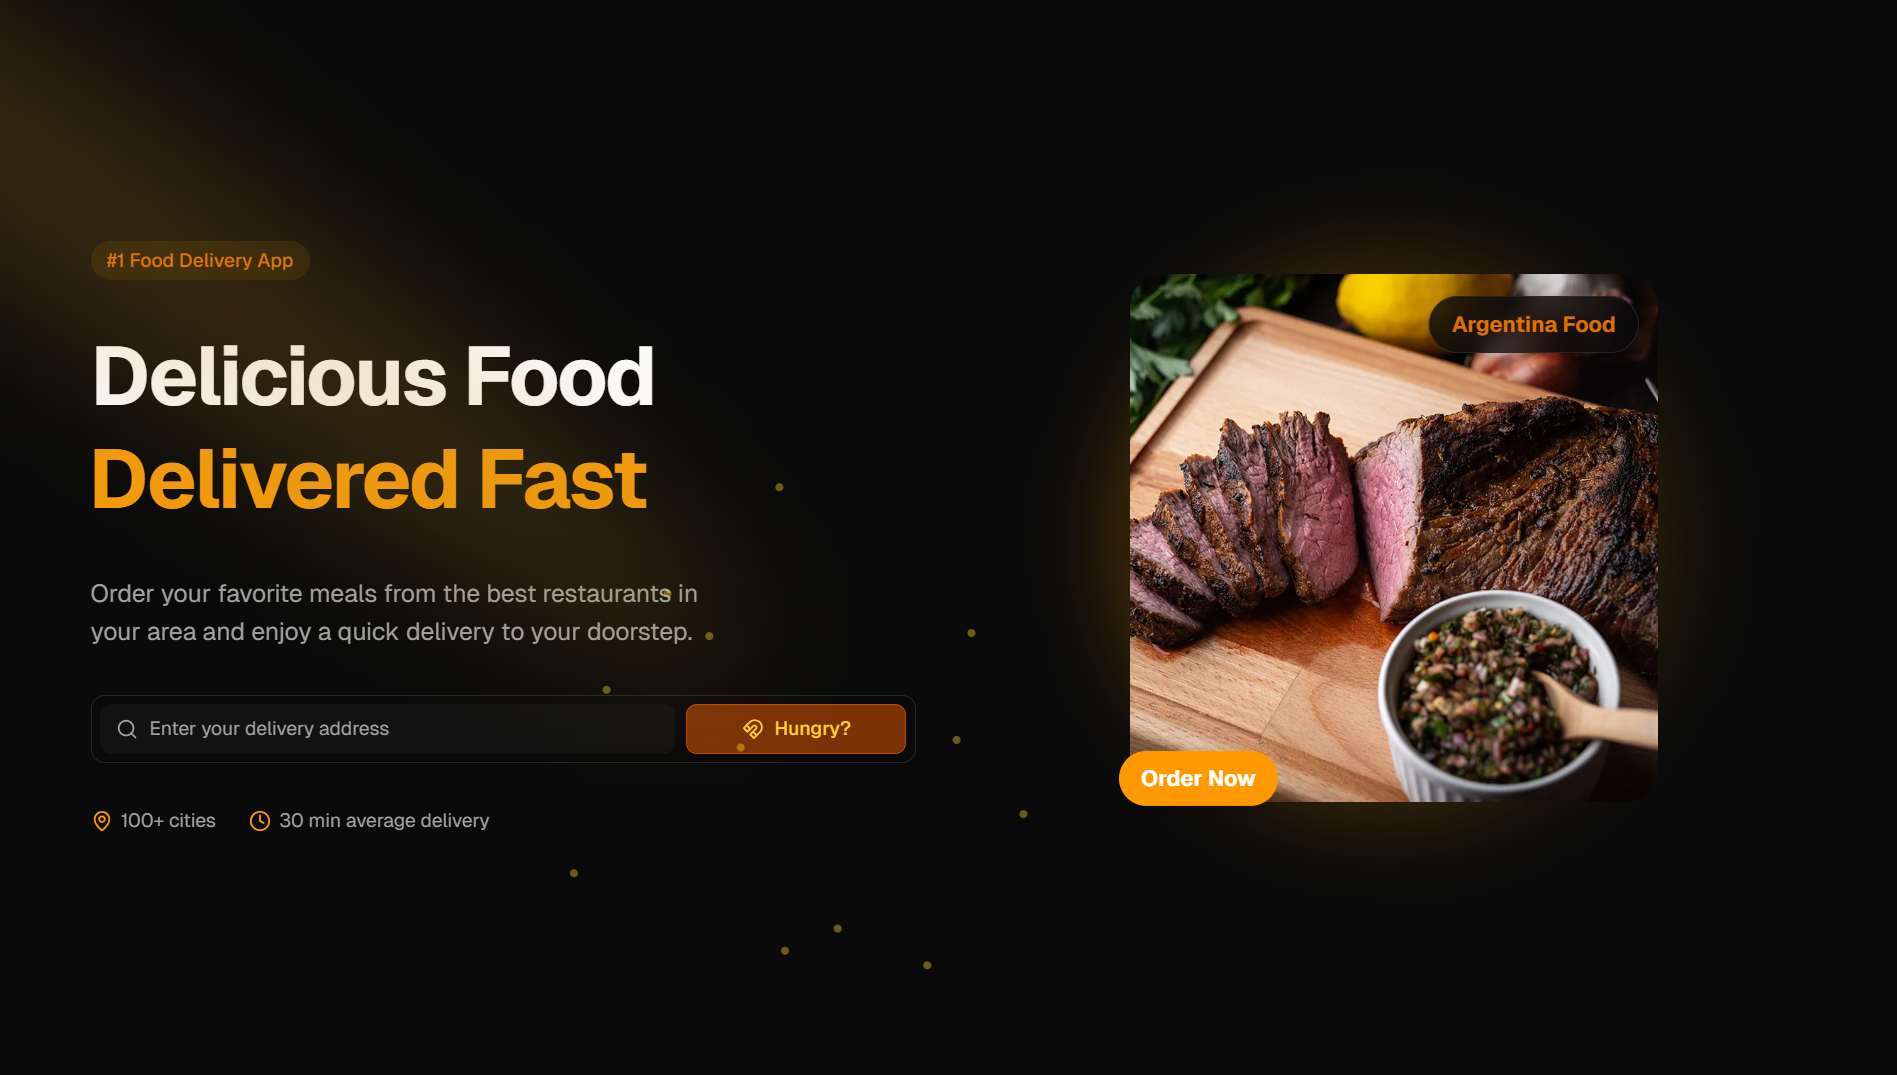 #1 Food Delivery App
Delicious Food
Delivered Fast
Order your favorite meals from the best restaurants in
your area and enjoy a quick delivery to your doorstep.
Enter your delivery address
Hungry?
100+ cities
30 min average delivery
Argentina Food
Order Now